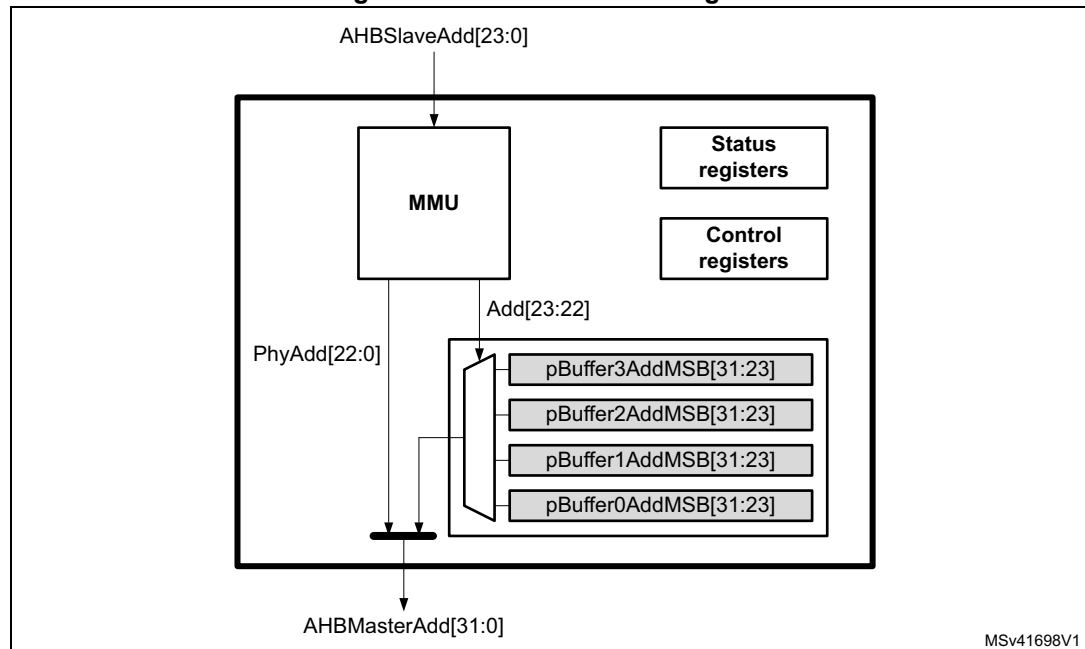 AHBSlaveAdd[23:0]
MMU
Status
registers
Control
registers
Add[23:22]
PhyAdd[22:0]
pBuffer3AddMSB[31:23]
pBuffer2AddMSB[31:23]
pBuffer1AddMSB[31:23]
pBuffer0AddMSB[31:23]
AHBMasterAdd[31:0]
MSv41698V1